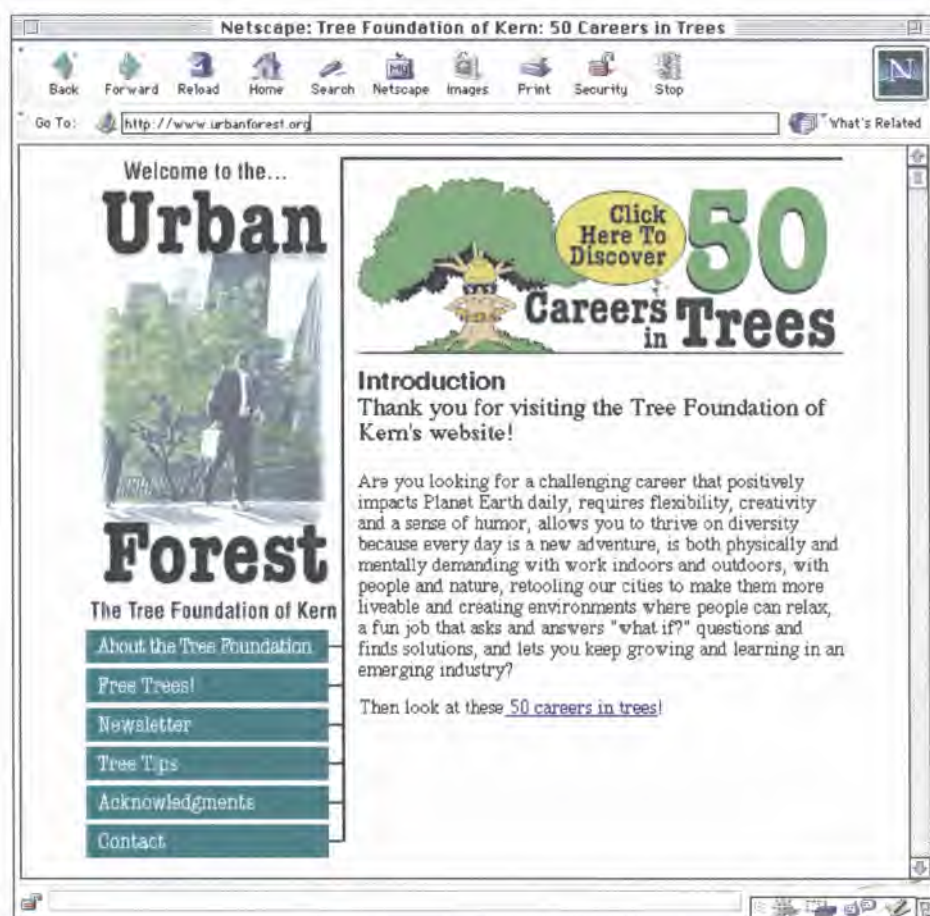 Netscape: Tree Foundation of Kern: 50 Careers in Trees
Back Forward Reload Home Search Netscape Images Print Security Stop
My
N
Go To: http://www.urbanforest.org What's Related
Welcome to the...
Urban
Forest
The Tree Foundation of Kern
About the Tree Foundation
Free Trees!
Newsletter
Tree Tips
Acknowledgments
Contact
Click
Here To
Discover
50
Careers
in Trees
Introduction
Thank you for visiting the Tree Foundation of
Kern's website!
Are you looking for a challenging career that positively
impacts Planet Earth daily, requires flexibility, creativity
and a sense of humor, allows you to thrive on diversity
because every day is a new adventure, is both physically and
mentally demanding with work indoors and outdoors, with
people and nature, retooling our cities to make them more
liveable and creating environments where people can relax,
a fun job that asks and answers "what if?" questions and
finds solutions, and lets you keep growing and learning in an
emerging industry?
Then look at these 50 careers in trees!